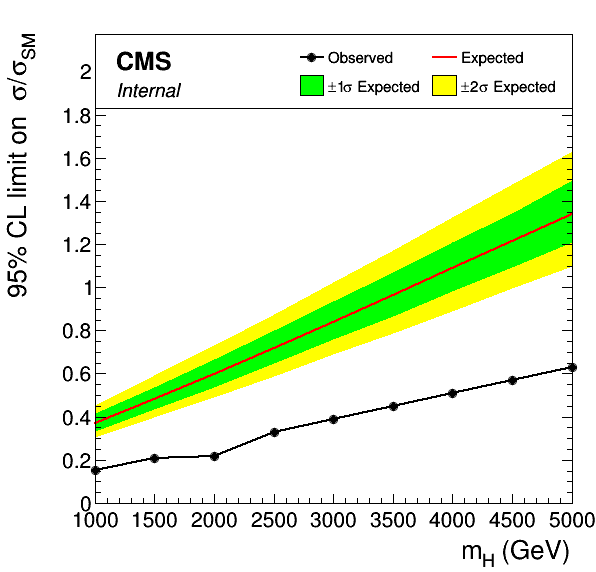 CMS
Internal
Observed
Expected
±1σ Expected
±2σ Expected
95% CL limit on σ/σSM
2
1.8
1.6
1.4
1.2
1
0.8
0.6
0.4
0.2
0
1000 1500 2000 2500 3000 3500 4000 4500 5000
mH (GeV)